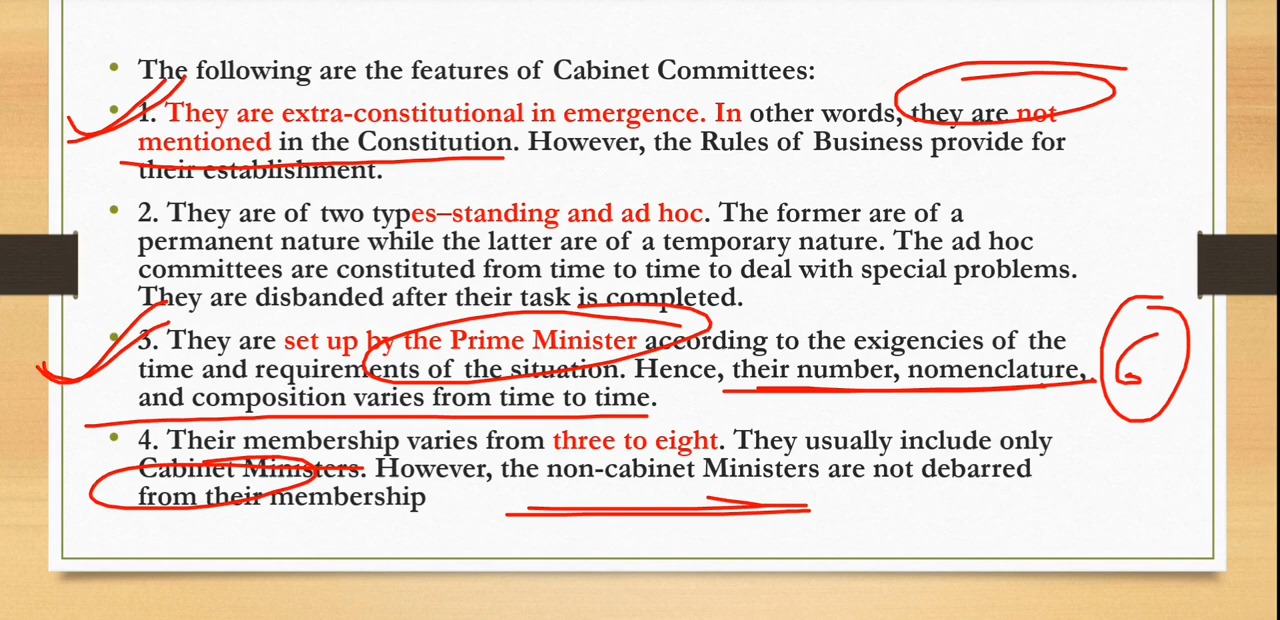 • The following are the features of Cabinet Committees:
• 1. They are extra-constitutional in emergence. In other words, they are not
mentioned in the Constitution. However, the Rules of Business provide for
their establishment.
• 2. They are of two types–standing and ad hoc. The former are of a
permanent nature while the latter are of a temporary nature. The ad hoc
committees are constituted from time to time to deal with special problems.
They are disbanded after their task is completed.
• 3. They are set up by the Prime Minister according to the exigencies of the
time and requirements of the situation. Hence, their number, nomenclature,
and composition varies from time to time.
6
• 4. Their membership varies from three to eight. They usually include only
Cabinet Ministers. However, the non-cabinet Ministers are not debarred
from their membership